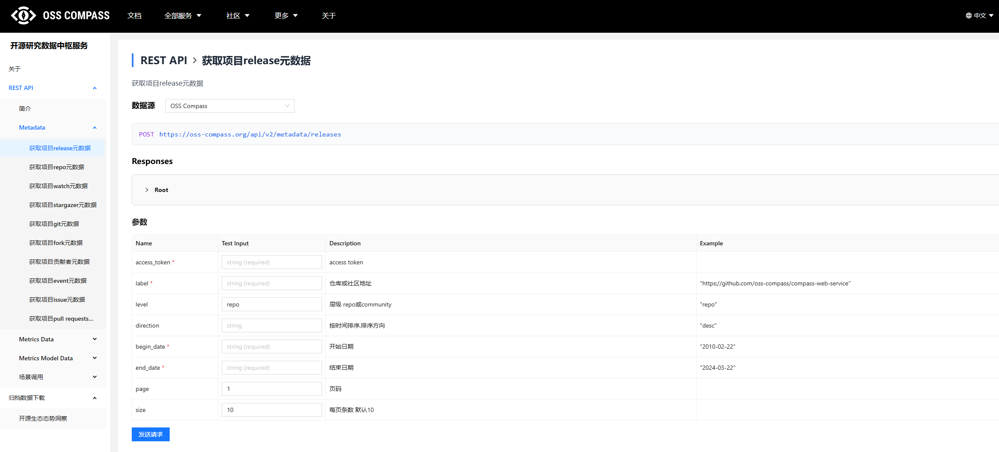 OSS COMPASS 文档 全部服务 社区 更多 关于 中文
开源研究数据中枢服务
关于
REST API
简介
Metadata
获取项目release元数据
获取项目repo元数据
获取项目watch元数据
获取项目stargazer元数据
获取项目git元数据
获取项目fork元数据
获取项目贡献者元数据
获取项目event元数据
获取项目issue元数据
获取项目pull requests...
Metrics Data
Metrics Model Data
场景调用
归档数据下载
开源生态态势洞察
REST API > 获取项目release元数据
获取项目release元数据
数据源 OSS Compass
POST https://oss-compass.org/api/v2/metadata/releases
Responses
Root
参数
Name Test Input Description Example
access_token * string (required) access token
label * string (required) 仓库或社区地址 "https://github.com/oss-compass/compass-web-service"
level repo 层级 repo或community "repo"
direction string 按时间排序,排序方向 "desc"
begin_date * string (required) 开始日期 "2010-02-22"
end_date * string (required) 结束日期 "2024-03-22"
page 1 页码
size 10 每页条数 默认10
发送请求